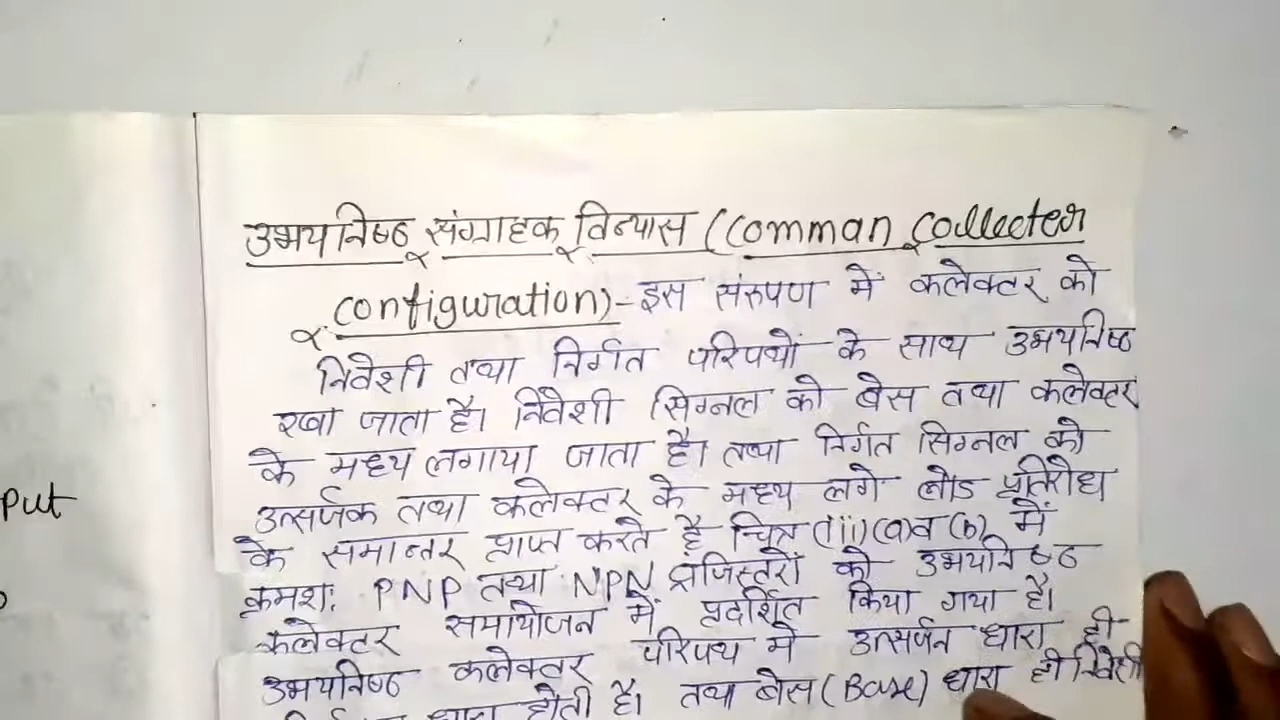 put
उभयनिष्ठ संग्राहक विन्यास (Comman Collecter
Configuration)- इस संरुपण में कलेक्टर को
निवेशी तथा निर्गत परिपथों के साथ उभयनिष्ठ
रखा जाता है। निवेशी सिग्नल को बेस तथा कलेक्टर
के मध्य लगाया जाता है। तथा निर्गत सिग्नल को
उत्सर्जक तथा कलेक्टर के मध्य लगे लोड प्रतिरोध
के समान्तर प्राप्त करते है चित्र (iii)(a)व (b) में
क्रमश: PNP तथा NPN ट्रांजिस्टरों को उभयनिष्ठ
कलेक्टर समायोजन में प्रदर्शित किया गया है।
उभयनिष्ठ कलेक्टर परिपथ मे उत्सर्जन धारा ही
धारा होती है। तथा बेस (Base) धारा ही निवेशी